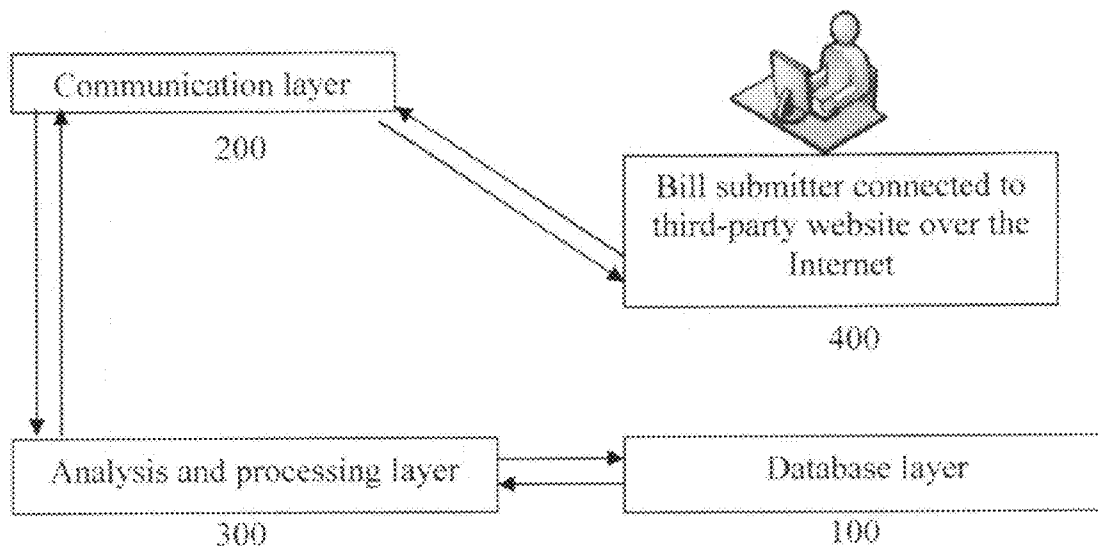 Communication layer
200
Bill submitter connected to
third-party website over the
Internet
400
Analysis and processing layer
300
Database layer
100